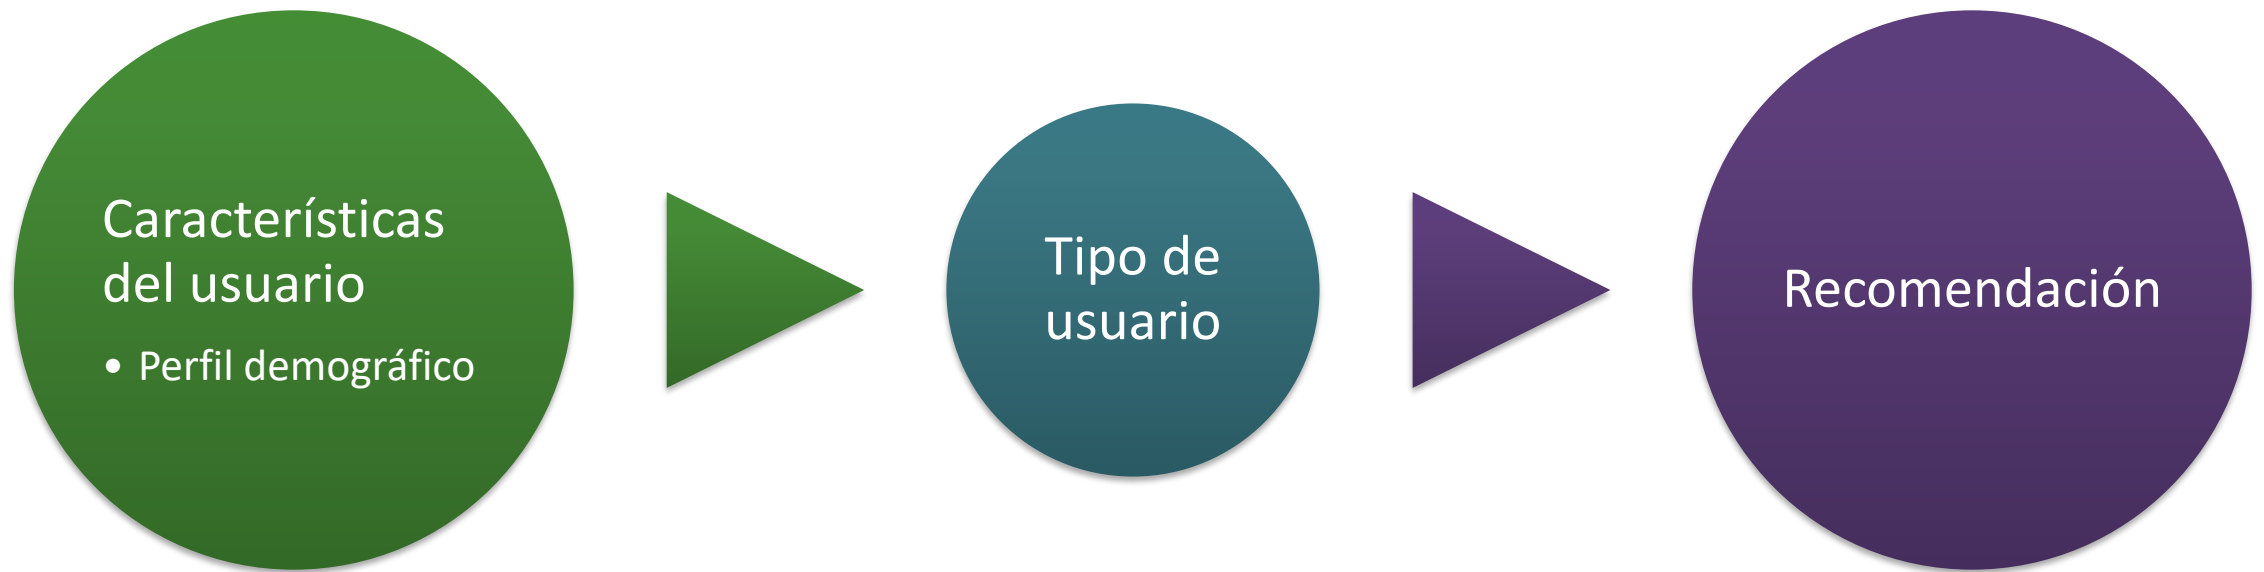 Características
del usuario
• Perfil demográfico
Tipo de
usuario
Recomendación